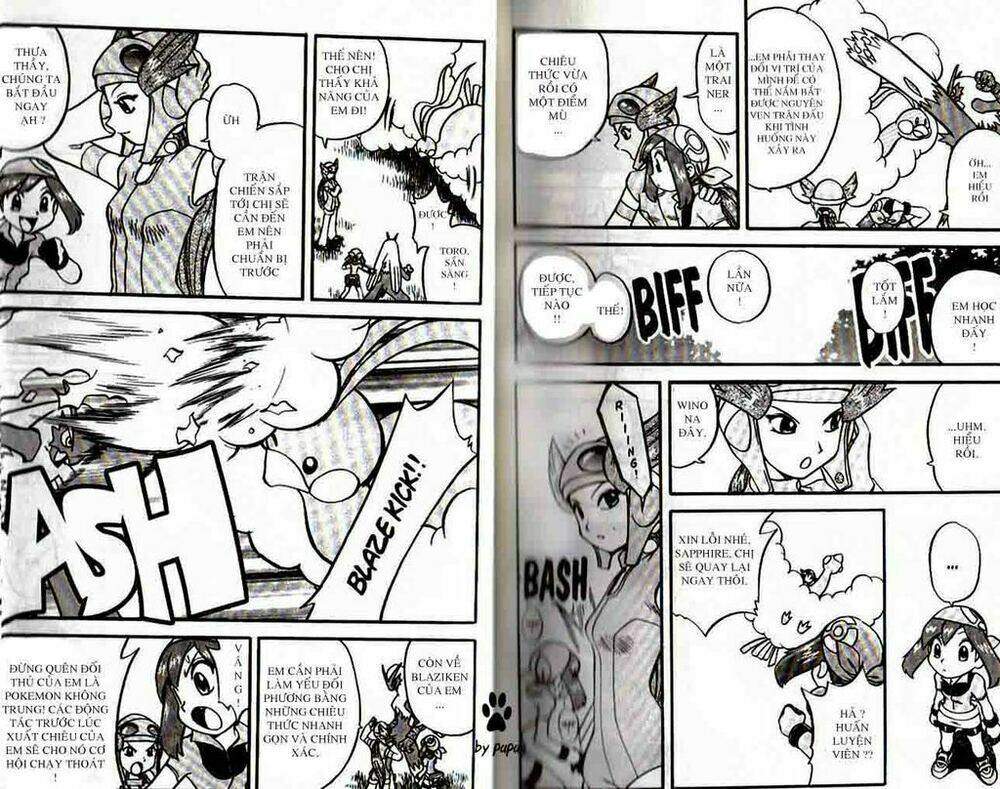 THƯA
THẦY,
CHÚNG TA
BẮT ĐẦU
NGAY
ẠH ?
ỪH
TRẬN
CHIẾN SẮP
TỚI CHỊ SẼ
CẦN ĐẾN
EM NÊN PHẢI
CHUẨN BỊ
TRƯỚC
THẾ NÊN!
CHO CHỊ
THẤY KHẢ
NĂNG CỦA
EM ĐI!
ĐƯỢC
!
TORO,
SẴN
SÀNG
ASH
BLAZE KICK!!
VÁNG!
ĐỪNG QUÊN ĐỐI
THỦ CỦA EM LÀ
POKEMON KHÔNG
TRUNG! CÁC ĐỘNG
TÁC TRƯỚC LÚC
XUẤT CHIÊU CỦA
EM SẼ CHO NÓ CƠ
HỘI CHẠY THOÁT
!
EM CẦN PHẢI
LÀM YẾU ĐỐI
PHƯƠNG BẰNG
NHỮNG CHIÊU
THỨC NHANH
GỌN VÀ CHÍNH
XÁC.
CÒN VỀ
BLAZIKEN
CỦA EM
...
by pupu
CHIÊU
THỨC VỪA
RỒI CÓ
MỘT ĐIỂM
MÙ
...
LÀ
MỘT
TRAI
NER
...
...EM PHẢI THAY
ĐỔI VỊ TRÍ CỦA
MÌNH ĐỂ CÓ
THỂ NẮM BẮT
ĐƯỢC NGUYÊN
VẸN TRẬN ĐẤU
KHI TÌNH
HUỐNG NÀY
XẢY RA
ỜH...
EM
HIỂU
RỒI
ĐƯỢC,
TIẾP TỤC
NÀO
!!
THẾ!
BIFF
LẦN
NỮA
!
TỐT
LẮM!
BIFF
EM HỌC
NHANH
ĐẤY
!
RIIING!
BASH
WINO
NA
ĐÂY.
...UHM.
HIỂU
RỒI.
XIN LỖI NHÉ,
SAPPHIRE, CHỊ
SẼ QUAY LẠI
NGAY THÔI.
HẢ ?
HUẤN
LUYỆN
VIÊN ??
...